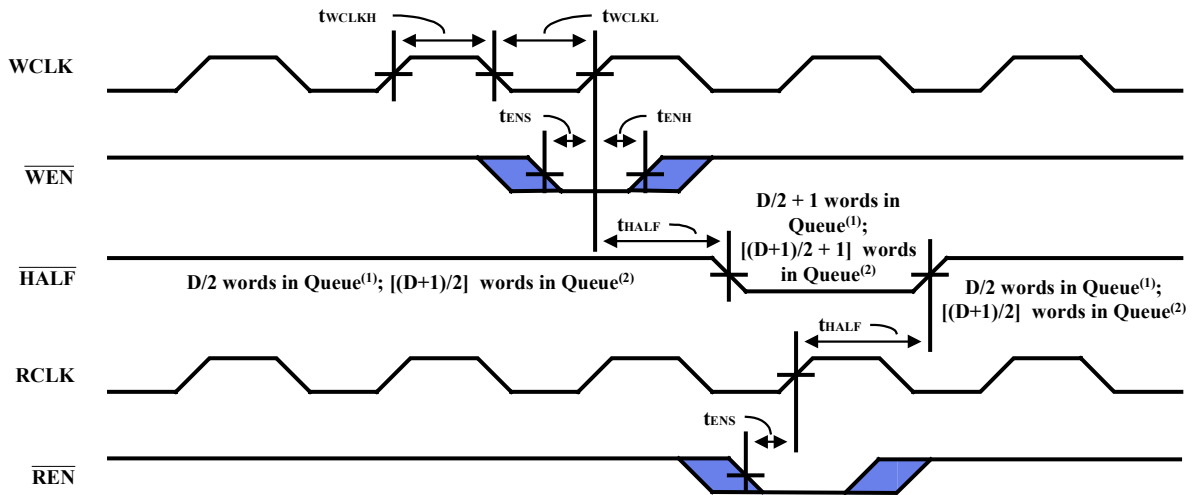 tWCLKH
tWCLKL
WCLK
tENS
tENH
WEN
D/2 + 1 words in
Queue(1);
[(D+1)/2 + 1] words
in Queue(2)
tHALF
HALF
D/2 words in Queue(1); [(D+1)/2] words in Queue(2)
D/2 words in Queue(1);
[(D+1)/2] words in Queue(2)
tHALF
RCLK
tENS
REN